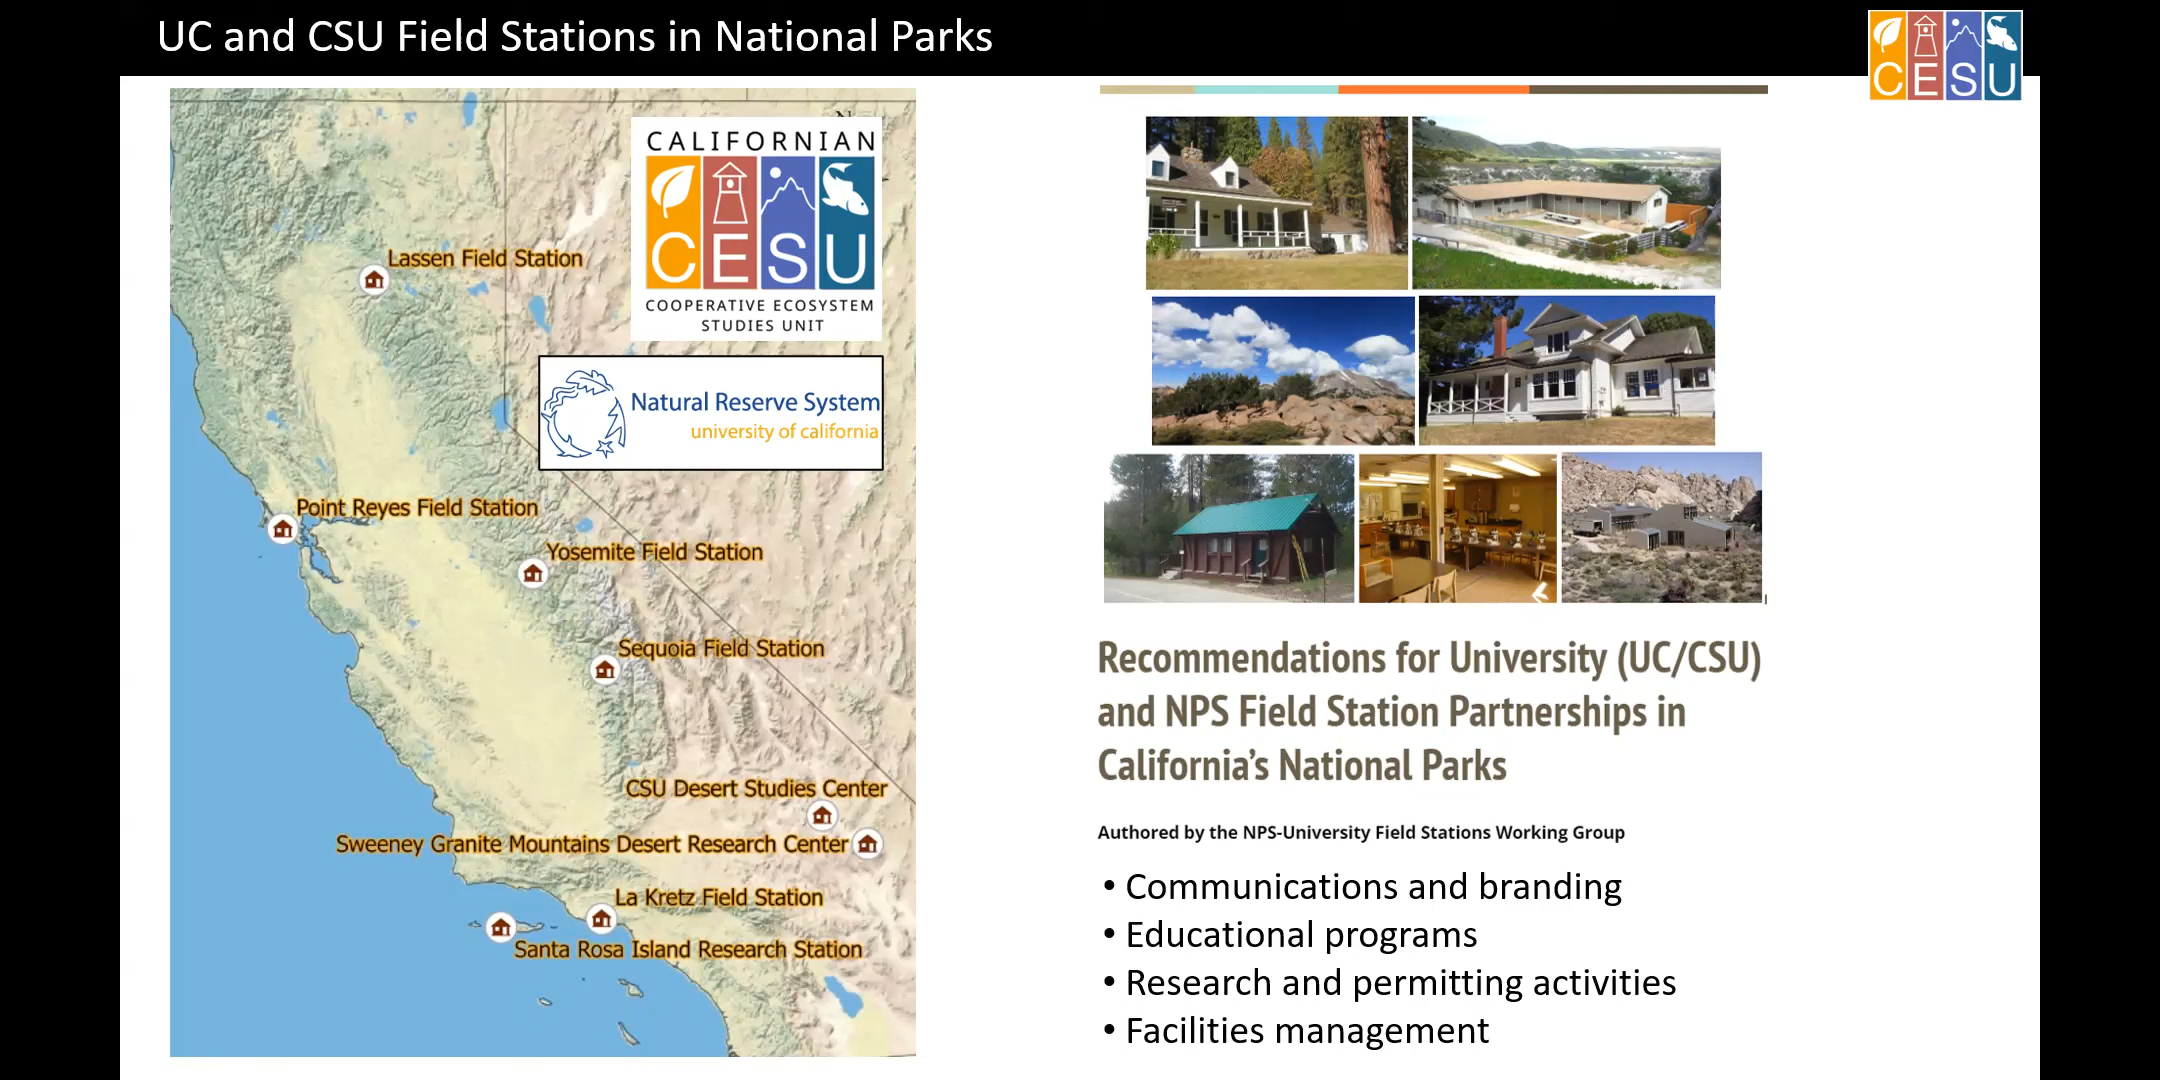 UC and CSU Field Stations in National Parks
CESU
CALIFORNIAN
CESU
COOPERATIVE ECOSYSTEM
STUDIES UNIT
Natural Reserve System
university of california
Lassen Field Station
Point Reyes Field Station
Yosemite Field Station
Sequoia Field Station
CSU Desert Studies Center
Sweeney Granite Mountains Desert Research Center
La Kretz Field Station
Santa Rosa Island Research Station
Recommendations for University (UC/CSU)
and NPS Field Station Partnerships in
California's National Parks
Authored by the NPS-University Field Stations Working Group
• Communications and branding
• Educational programs
• Research and permitting activities
• Facilities management